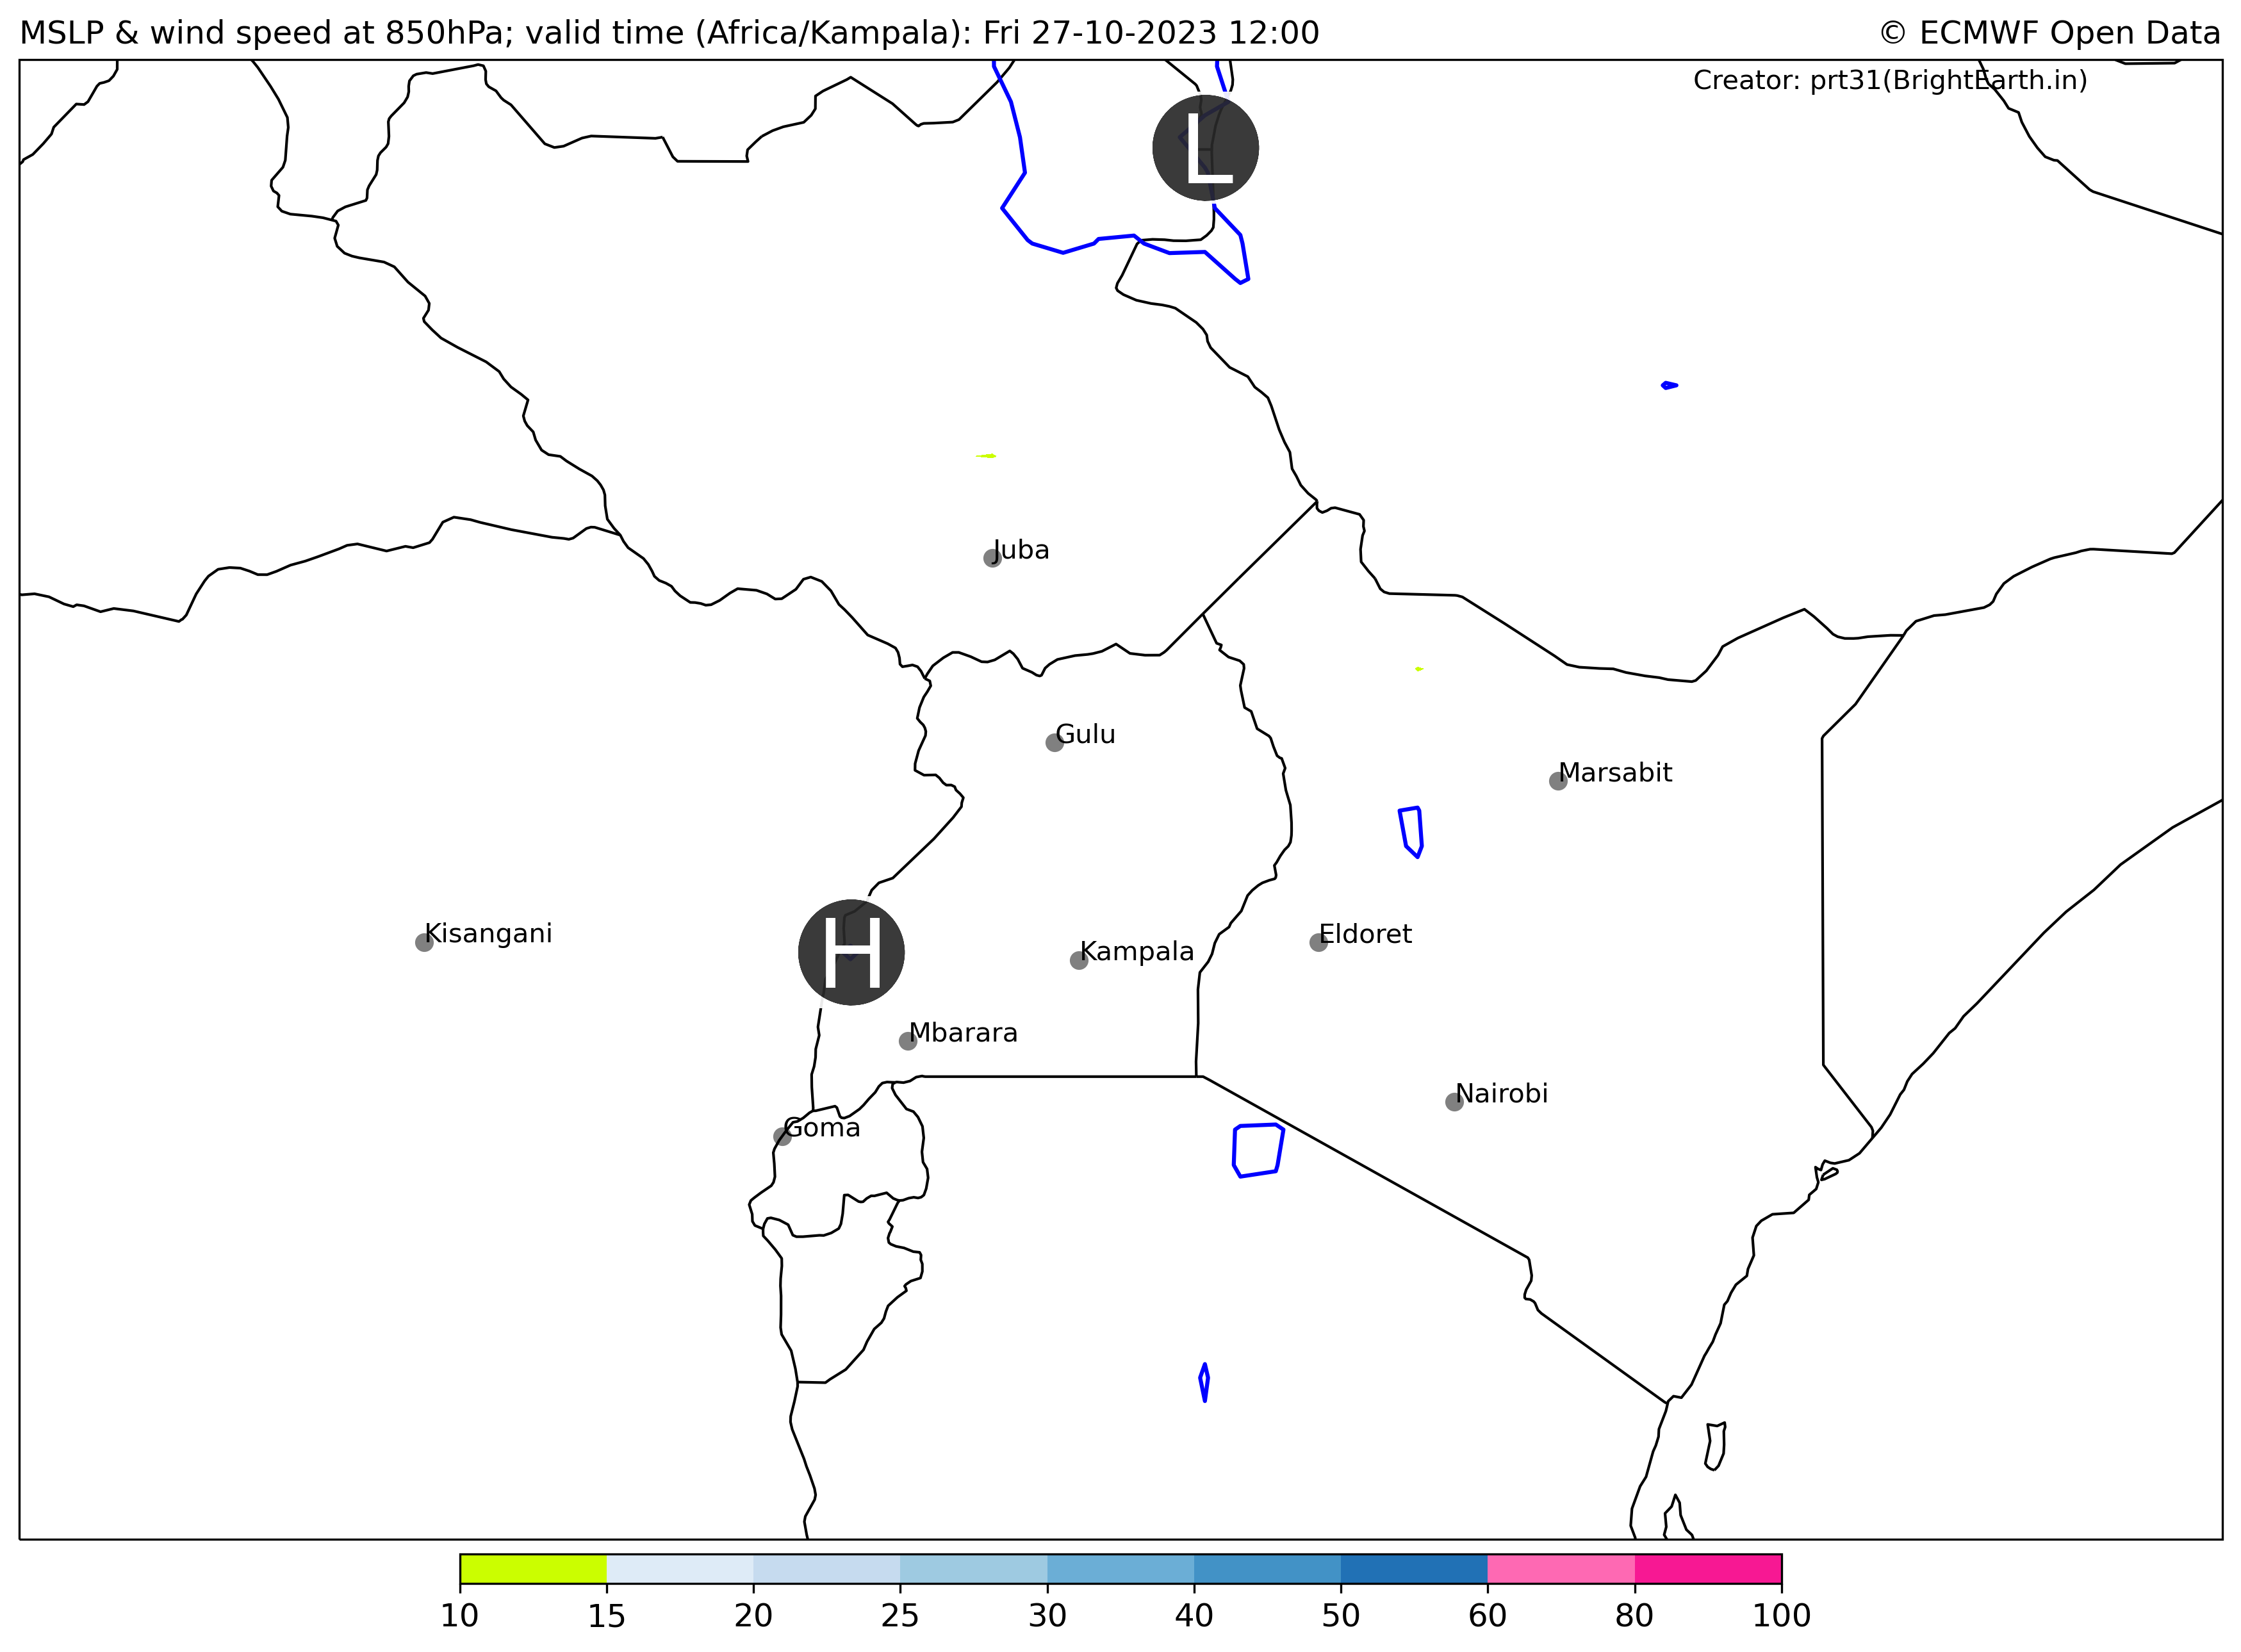 MSLP & wind speed at 850hPa; valid time (Africa/Kampala): Fri 27-10-2023 12:00
© ECMWF Open Data
Creator: prt31(BrightEarth.in)
L
Juba
Gulu
Marsabit
Kisangani
H
Kampala
Eldoret
Mbarara
Nairobi
Goma
10 15 20 25 30 40 50 60 80 100